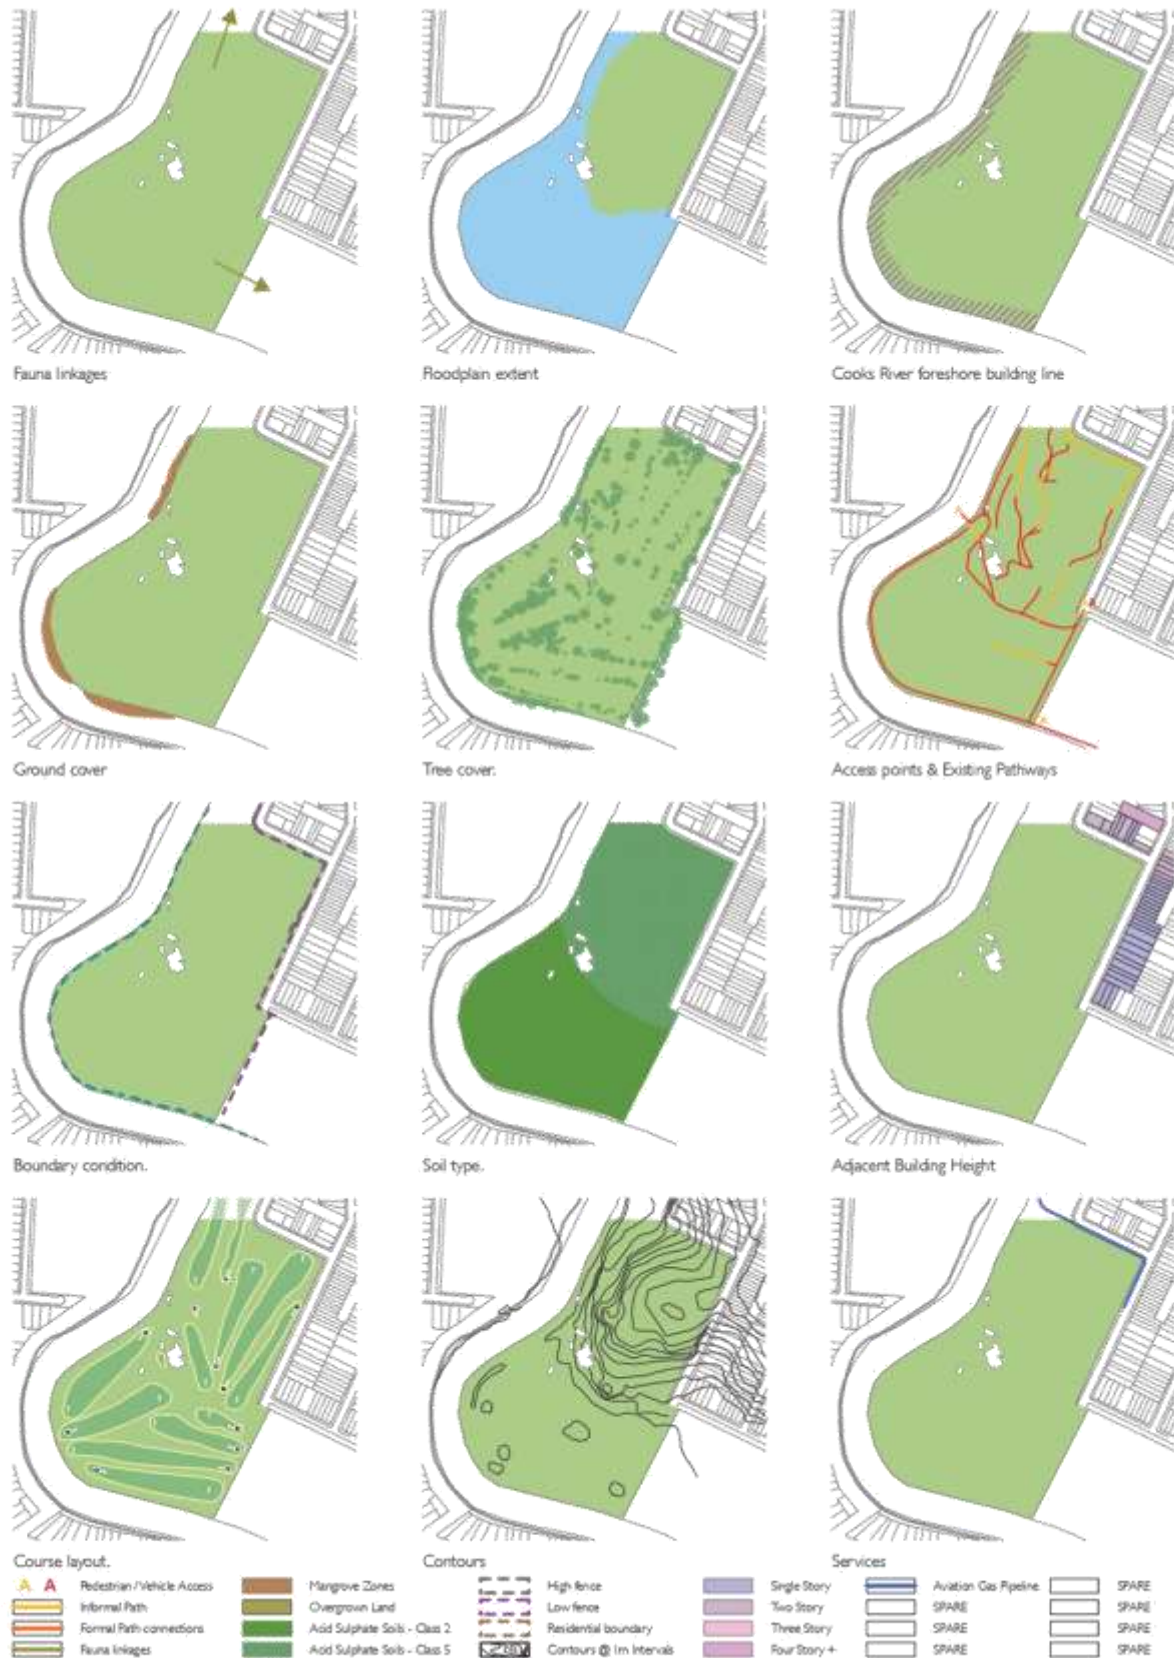 Fauna linkages
Floodplain extent
Cooks River foreshore building line
Ground cover
Tree cover.
Access points & Existing Pathways
Boundary condition.
Soil type.
Adjacent Building Height
Course layout.
Contours
Services
A A Pedestrian / Vehicle Access
Informal Path
Formal Path connections
Fauna linkages
Mangrove Zones
Overgrown Land
Acid Sulphate Soils - Class 2
Acid Sulphate Soils - Class 5
High fence
Low fence
Residential boundary
Contours @ 1m Intervals
Single Story
Two Story
Three Story
Four Story +
Aviation Gas Pipeline
SPARE
SPARE
SPARE
SPARE
SPARE
SPARE
SPARE